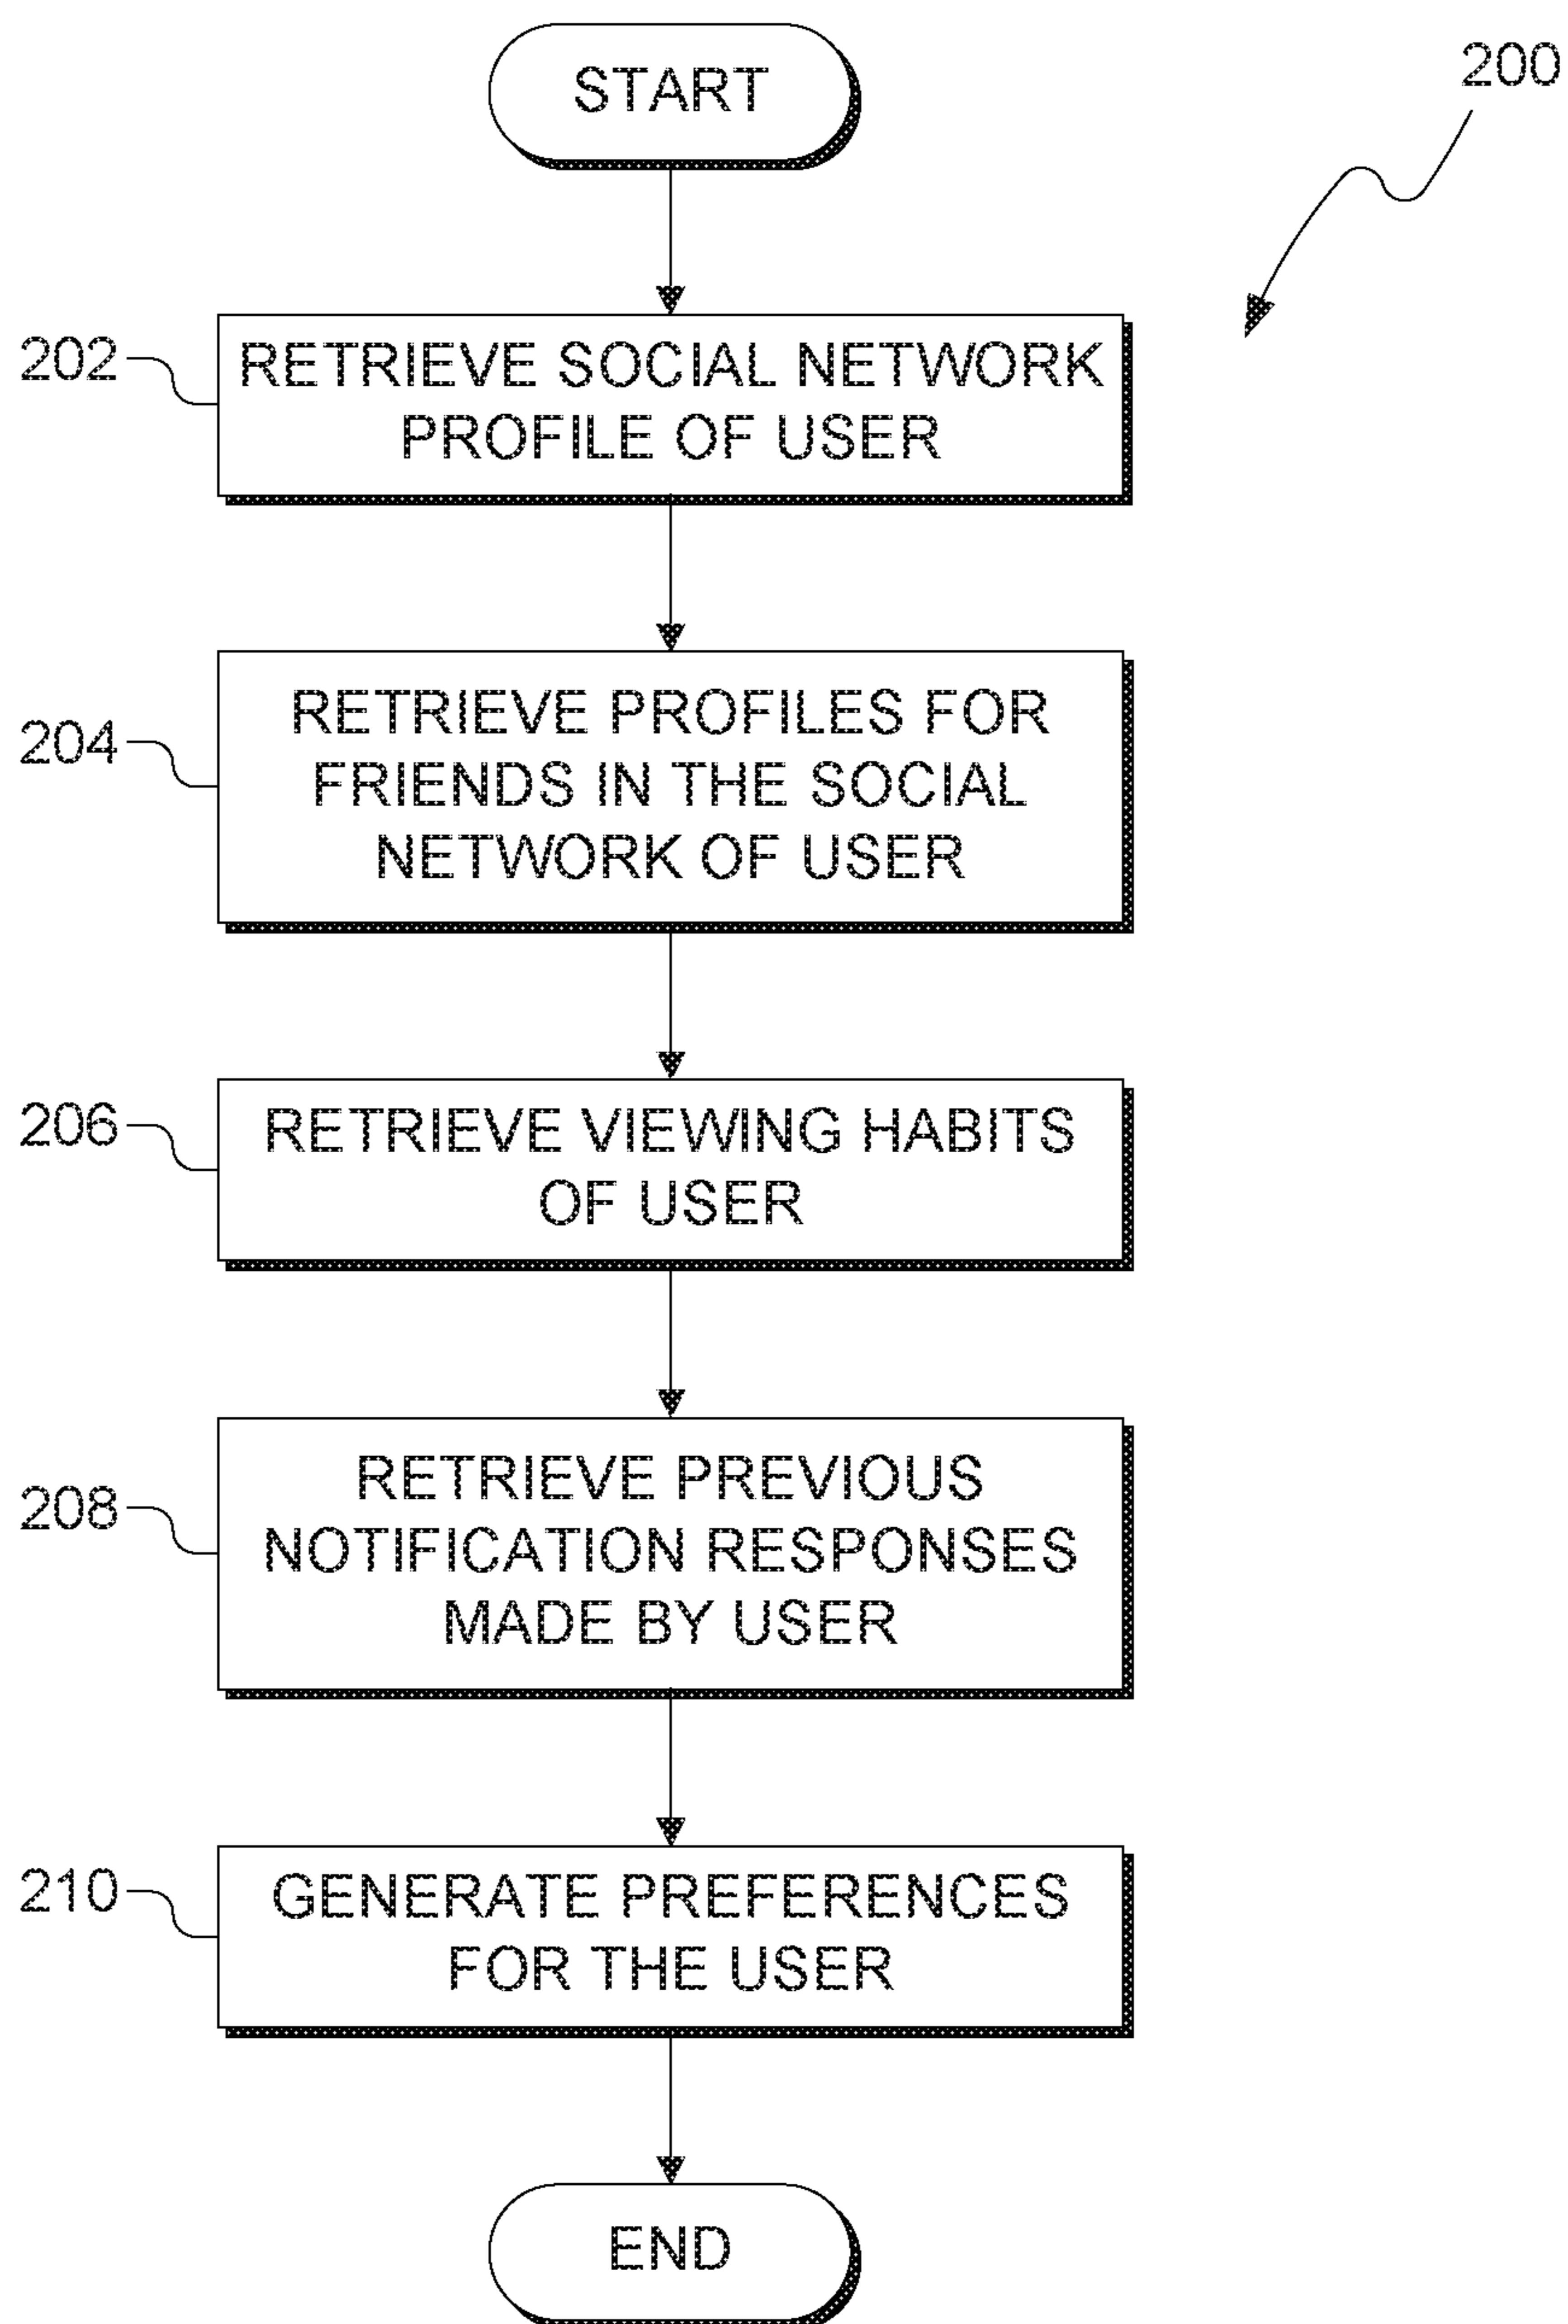 START
200
202
RETRIEVE SOCIAL NETWORK
PROFILE OF USER
204
RETRIEVE PROFILES FOR
FRIENDS IN THE SOCIAL
NETWORK OF USER
206
RETRIEVE VIEWING HABITS
OF USER
208
RETRIEVE PREVIOUS
NOTIFICATION RESPONSES
MADE BY USER
210
GENERATE PREFERENCES
FOR THE USER
END